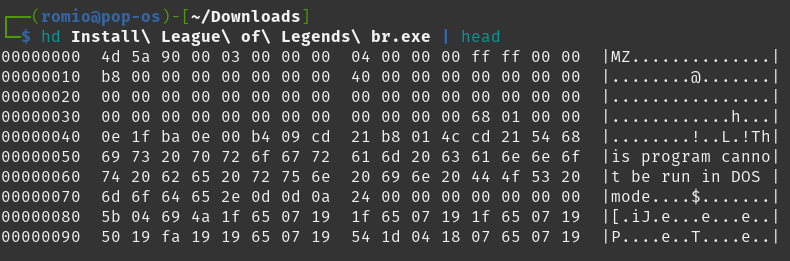 ┌──(romio@pop-os)-[~/Downloads]
└─$ hd Install\ League\ of\ Legends\ br.exe | head
00000000  4d 5a 90 00 03 00 00 00  04 00 00 00 ff ff 00 00  |MZ..............|
00000010  b8 00 00 00 00 00 00 00  40 00 00 00 00 00 00 00  |........@.......|
00000020  00 00 00 00 00 00 00 00  00 00 00 00 00 00 00 00  |................|
00000030  00 00 00 00 00 00 00 00  00 00 00 00 68 01 00 00  |............h...|
00000040  0e 1f ba 0e 00 b4 09 cd  21 b8 01 4c cd 21 54 68  |........!..L.!Th|
00000050  69 73 20 70 72 6f 67 72  61 6d 20 63 61 6e 6e 6f  |is program canno|
00000060  74 20 62 65 20 72 75 6e  20 69 6e 20 44 4f 53 20  |t be run in DOS |
00000070  6d 6f 64 65 2e 0d 0d 0a  24 00 00 00 00 00 00 00  |mode....$.......|
00000080  5b 04 69 4a 1f 65 07 19  1f 65 07 19 1f 65 07 19  |[.iJ.e...e...e..|
00000090  50 19 fa 19 19 65 07 19  54 1d 04 18 07 65 07 19  |P....e..T....e..|